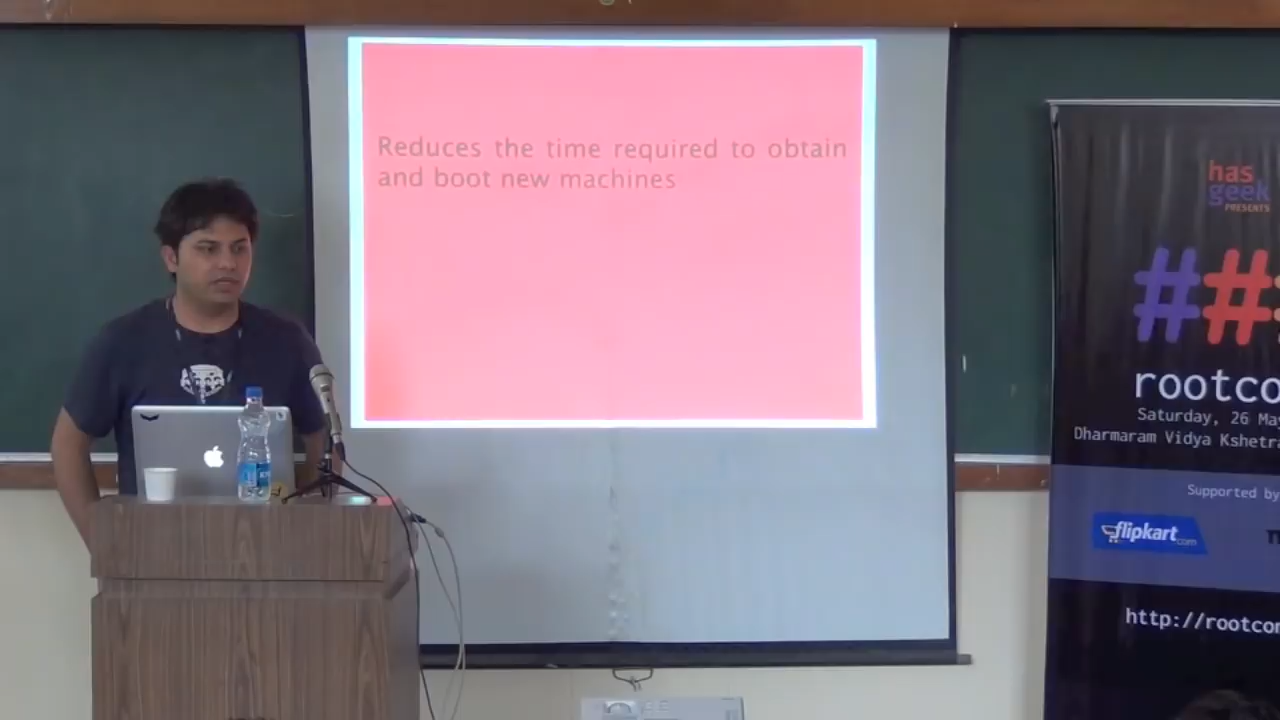 Reduces the time required to obtain
and boot new machines
has
geek
PRESENTS
###
rootco
Saturday, 26 Ma
Dharmaram Vidya Kshetra
Supported by
flipkart.com
http://rootco